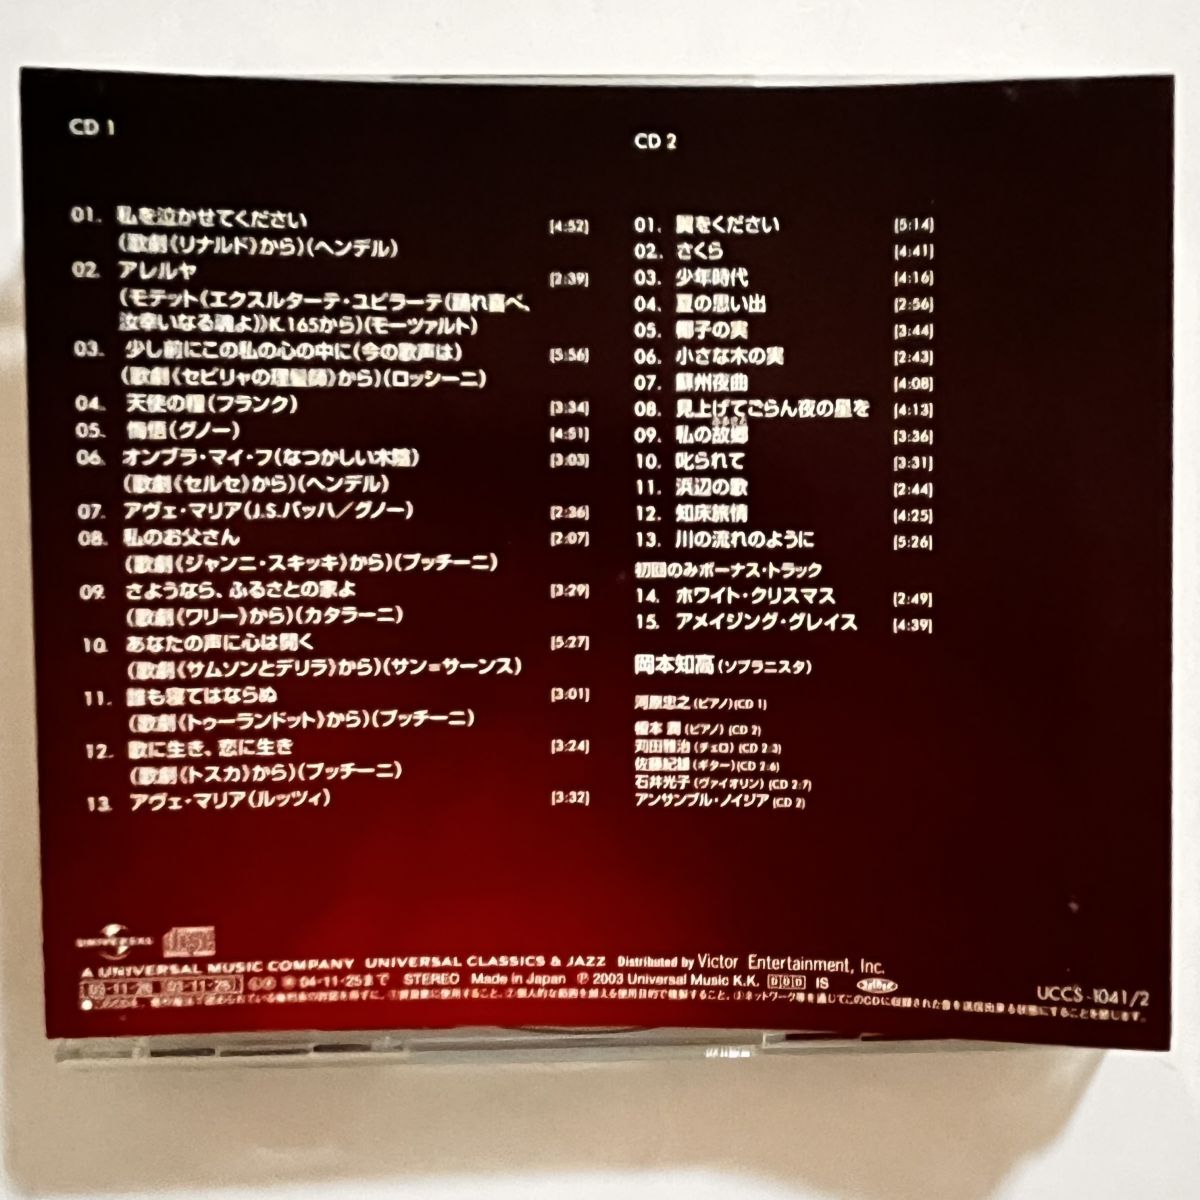 CD 1
01. 私を泣かせてください [4:52]
(歌劇《リナルド》から)(ヘンデル)
02. アレルヤ [2:39]
(モテット《エクスルターテ・ユビラーテ(踊れ喜べ、
汝幸いなる魂よ)》K.165から)(モーツァルト)
03. 少し前にこの私の心の中に(今の歌声は) [5:56]
(歌劇《セビリャの理髪師》から)(ロッシーニ)
04. 天使の糧(フランク) [3:34]
05. 悔悟(グノー) [4:51]
06. オンブラ・マイ・フ(なつかしい木陰) [3:03]
(歌劇《セルセ》から)(ヘンデル)
07. アヴェ・マリア(J.S.バッハ／グノー) [2:36]
08. 私のお父さん [2:07]
(歌劇《ジャンニ・スキッキ》から)(プッチーニ)
09. さようなら、ふるさとの家よ [3:29]
(歌劇《ワリー》から)(カタラーニ)
10. あなたの声に心は開く [5:27]
(歌劇《サムソンとデリラ》から)(サン=サーンス)
11. 誰も寝てはならぬ [3:01]
(歌劇《トゥーランドット》から)(プッチーニ)
12. 歌に生き、恋に生き [3:24]
(歌劇《トスカ》から)(プッチーニ)
13. アヴェ・マリア(ルッツィ) [3:32]
CD 2
01. 翼をください [5:14]
02. さくら [4:41]
03. 少年時代 [4:16]
04. 夏の思い出 [2:56]
05. 椰子の実 [3:44]
06. 小さな木の実 [2:43]
07. 蘇州夜曲 [4:08]
08. 見上げてごらん夜の星を [4:13]
09. 私の故郷 [3:36]
10. 叱られて [3:31]
11. 浜辺の歌 [2:44]
12. 知床旅情 [4:25]
13. 川の流れのように [5:26]
初回のみボーナス・トラック
14. ホワイト・クリスマス [2:49]
15. アメイジング・グレイス [4:39]
岡本知高(ソプラニスタ)
河原忠之(ピアノ)(CD 1)
榎本潤(ピアノ)(CD 2)
苅田雅治(チェロ)(CD 2:3)
佐藤紀雄(ギター)(CD 2:6)
石井光子(ヴァイオリン)(CD 2:7)
アンサンブル・ノイジア(CD 2)
UNIVERSAL
A UNIVERSAL MUSIC COMPANY UNIVERSAL CLASSICS & JAZZ Distributed by Victor Entertainment, Inc.
04·11·25まで STEREO Made in Japan ℗ 2003 Universal Music K.K. DDD IS
UCCS-1041/2